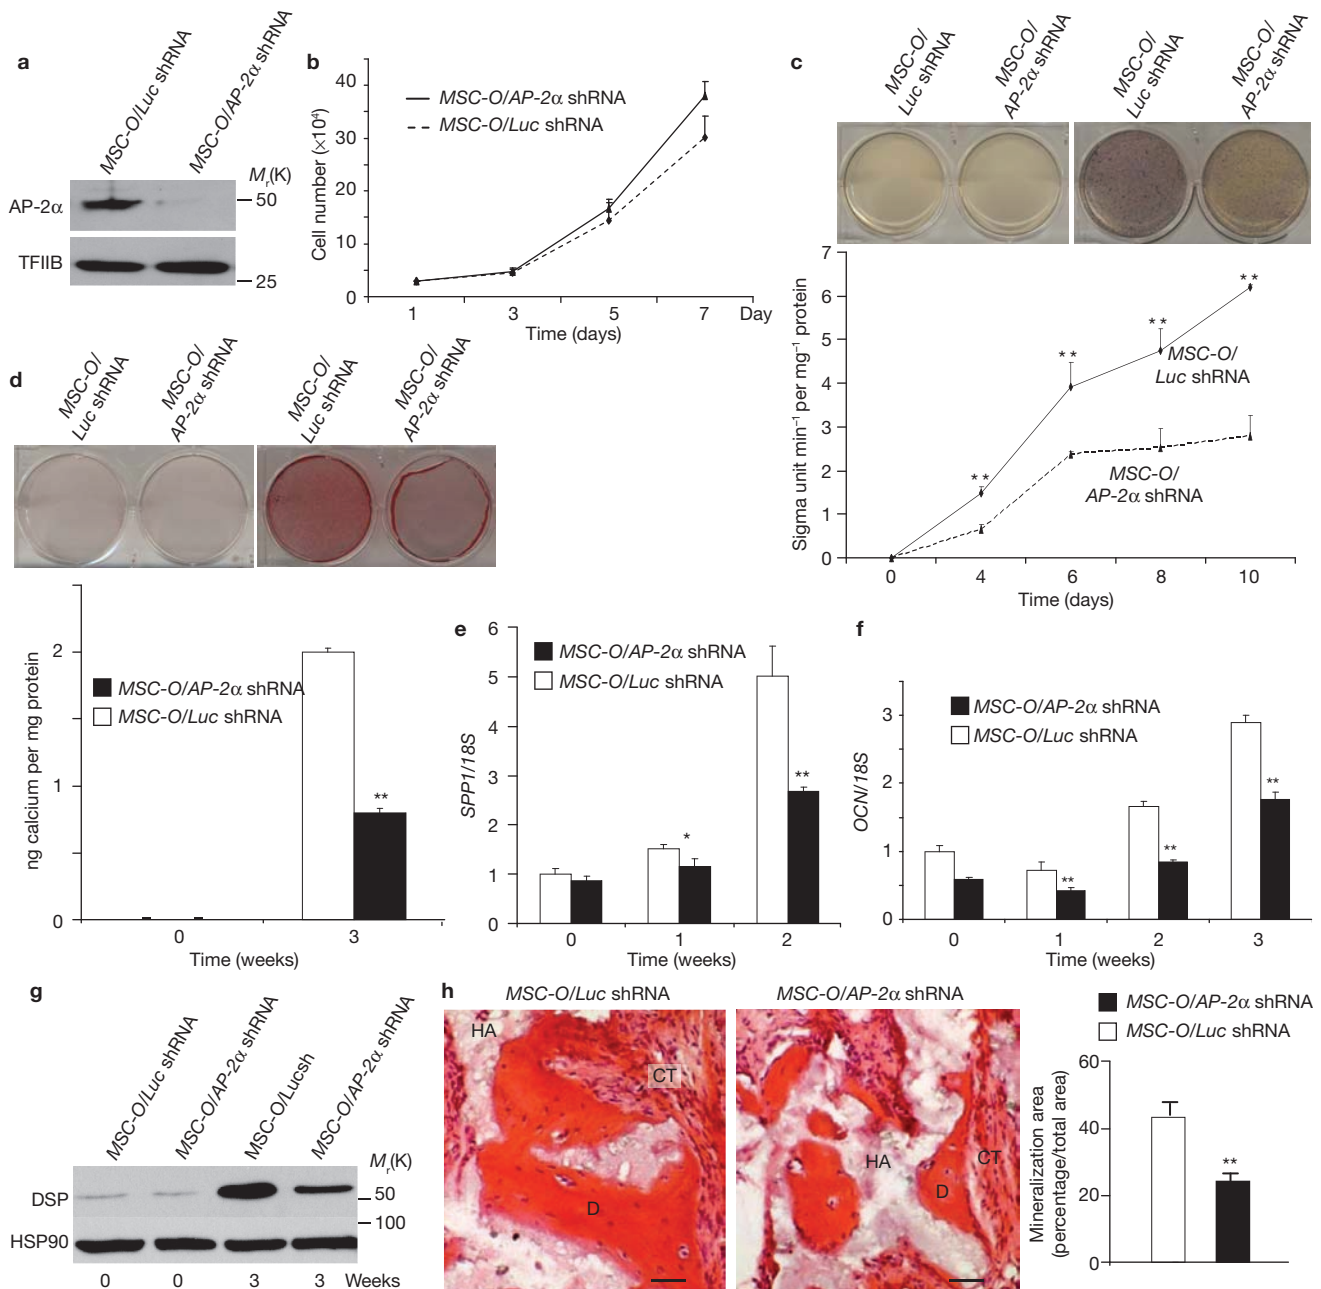 a
MSC-O/Luc shRNA
MSC-O/AP-2α shRNA
Mr(K)
AP-2α
50
TFIIB
25
b
40
30
20
10
0
Cell number (×10⁴)
MSC-O/AP-2α shRNA
MSC-O/Luc shRNA
1 3 5 7 Day
Time (days)
c
MSC-O/
Luc shRNA
MSC-O/
AP-2α shRNA
MSC-O/
Luc shRNA
MSC-O/
AP-2α shRNA
7
6
5
4
3
2
1
0
Sigma unit min⁻¹ per mg⁻¹ protein
**
**
**
**
MSC-O/
Luc shRNA
MSC-O/
AP-2α shRNA
0 4 6 8 10
Time (days)
d
MSC-O/
Luc shRNA
MSC-O/
AP-2α shRNA
MSC-O/
Luc shRNA
MSC-O/
AP-2α shRNA
2
1
0
ng calcium per mg protein
MSC-O/AP-2α shRNA
MSC-O/Luc shRNA
**
0 3
Time (weeks)
e
6
5
4
3
2
1
0
SPP1/18S
MSC-O/AP-2α shRNA
MSC-O/Luc shRNA
*
**
0 1 2
Time (weeks)
f
3
2
1
0
OCN/18S
MSC-O/AP-2α shRNA
MSC-O/Luc shRNA
**
**
**
0 1 2 3
Time (weeks)
g
MSC-O/Luc shRNA
MSC-O/AP-2α shRNA
MSC-O/Lucsh
MSC-O/AP-2α shRNA
Mr(K)
DSP
50
100
HSP90
0 0 3 3 Weeks
h
MSC-O/Luc shRNA
HA
CT
D
MSC-O/AP-2α shRNA
HA
CT
D
MSC-O/AP-2α shRNA
MSC-O/Luc shRNA
60
40
20
0
Mineralization area
(percentage/total area)
**